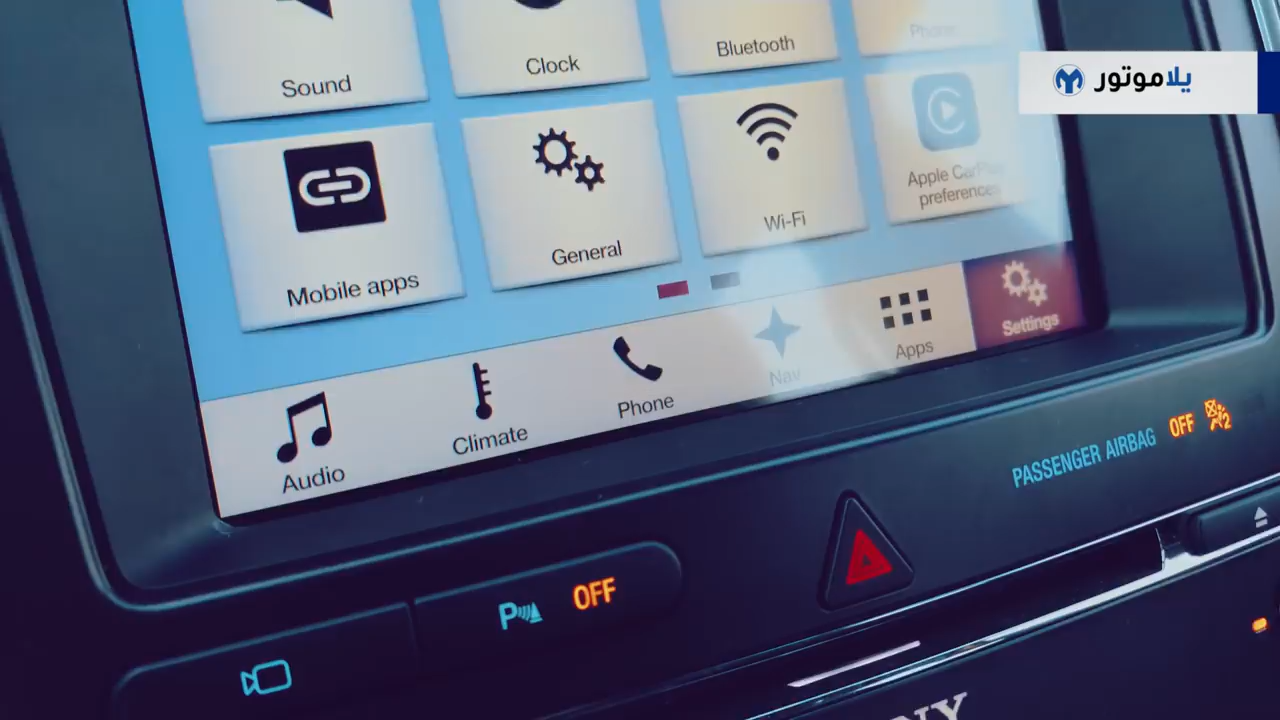 Sound
Clock
Bluetooth
Phone
يلاموتور
Mobile apps
General
Wi-Fi
Apple CarPlay
preferences
Audio
Climate
Phone
Nav
Apps
Settings
PASSENGER AIRBAG OFF
2
P OFF